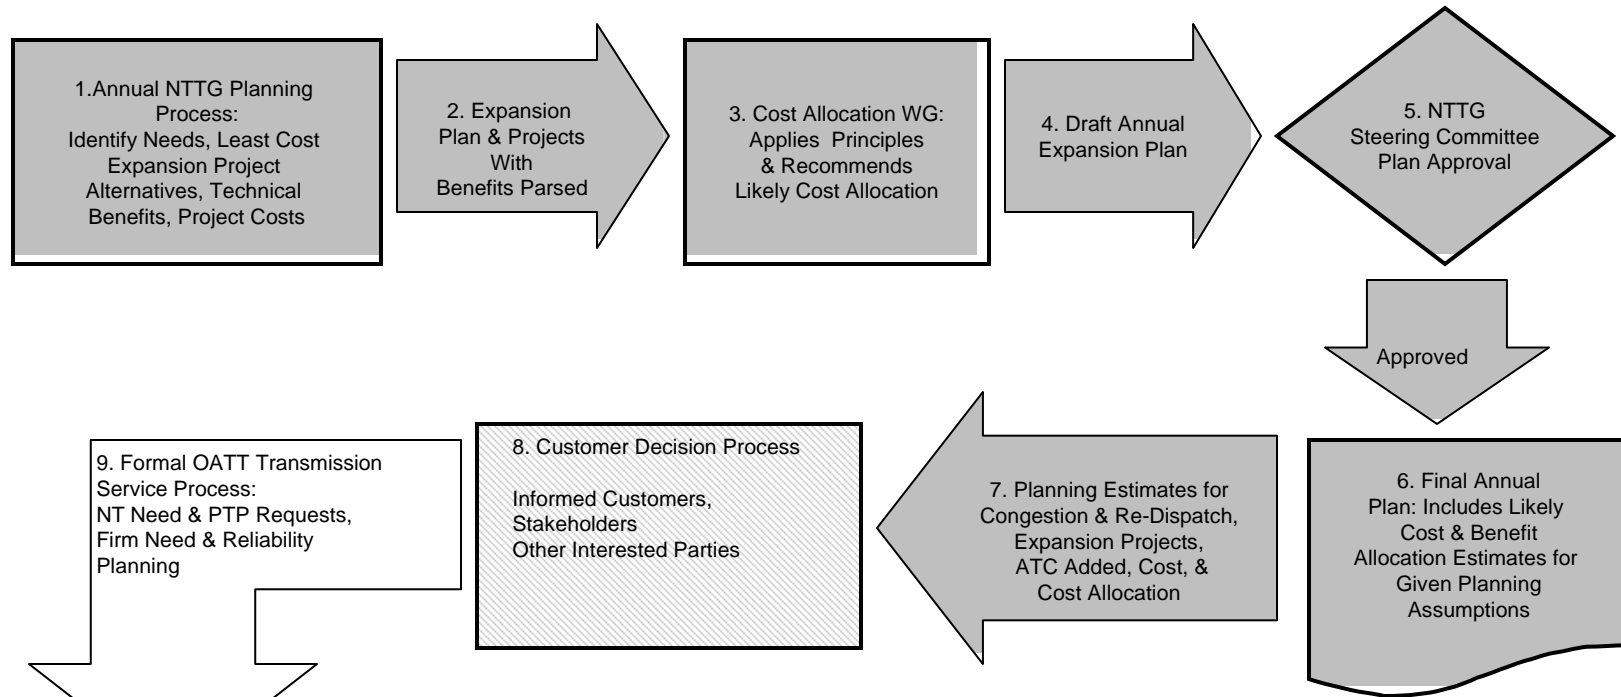 1.Annual NTTG Planning
Process:
Identify Needs, Least Cost
Expansion Project
Alternatives, Technical
Benefits, Project Costs
2. Expansion
Plan & Projects
With
Benefits Parsed
3. Cost Allocation WG:
Applies Principles
& Recommends
Likely Cost Allocation
4. Draft Annual
Expansion Plan
5. NTTG
Steering Committee
Plan Approval
Approved
6. Final Annual
Plan: Includes Likely
Cost & Benefit
Allocation Estimates for
Given Planning
Assumptions
7. Planning Estimates for
Congestion & Re-Dispatch,
Expansion Projects,
ATC Added, Cost, &
Cost Allocation
8. Customer Decision Process
Informed Customers,
Stakeholders
Other Interested Parties
9. Formal OATT Transmission
Service Process:
NT Need & PTP Requests,
Firm Need & Reliability
Planning